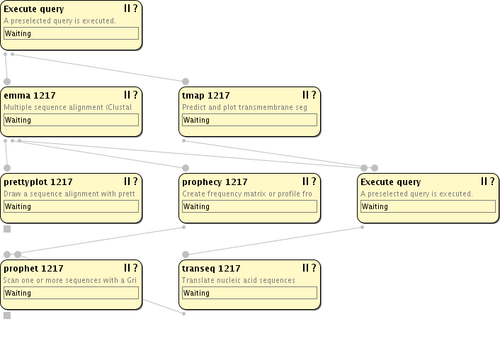 Execute query II ?
A preselected query is executed.
Waiting
emma 1217 II ?
Multiple sequence alignment (Clustal
Waiting
tmap 1217 II ?
Predict and plot transmembrane seg
Waiting
prettyplot 1217 II ?
Draw a sequence alignment with prett
Waiting
prophecy 1217 II ?
Create frequency matrix or profile fro
Waiting
Execute query II ?
A preselected query is executed.
Waiting
prophet 1217 II ?
Scan one or more sequences with a Gri
Waiting
transeq 1217 II ?
Translate nucleic acid sequences
Waiting